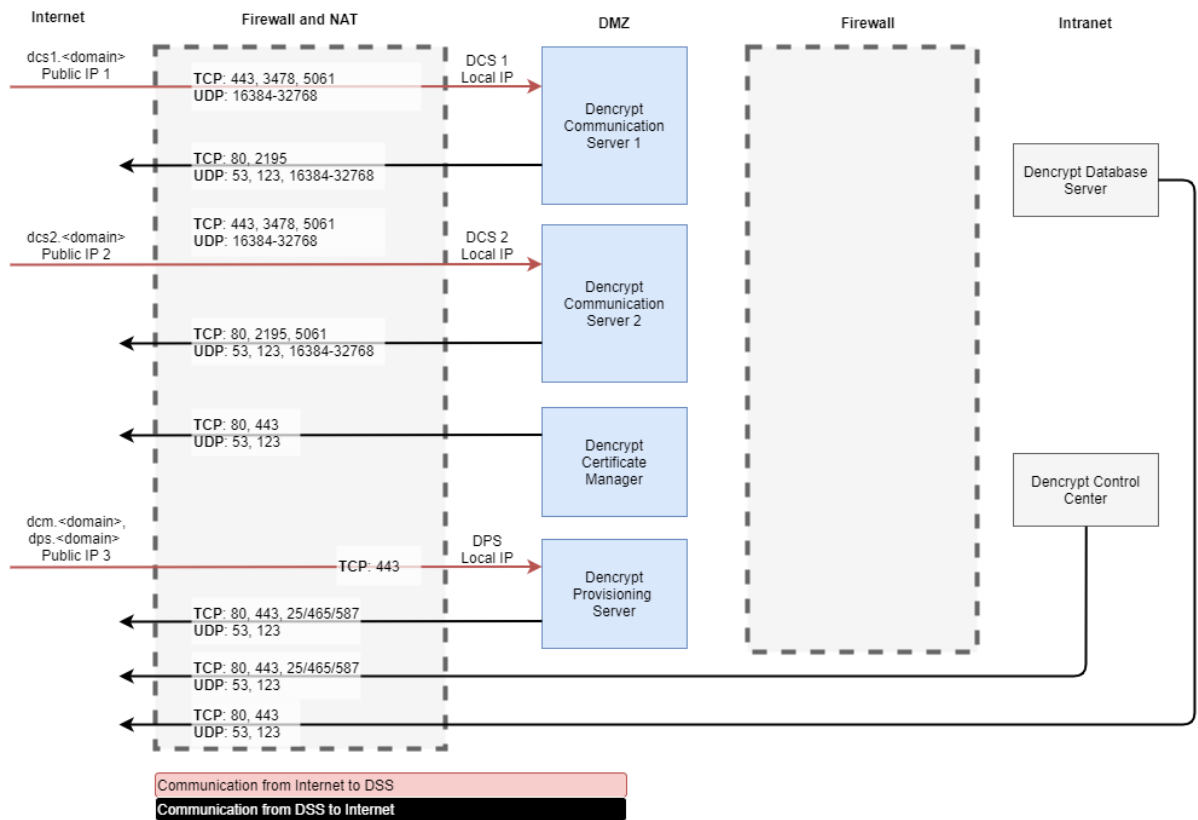 Internet
Firewall and NAT
DMZ
Firewall
Intranet
dcs1.<domain>
Public IP 1
TCP: 443, 3478, 5061
UDP: 16384-32768
DCS 1
Local IP
Dencrypt
Communication
Server 1
TCP: 80, 2195
UDP: 53, 123, 16384-32768
Dencrypt Database
Server
dcs2.<domain>
Public IP 2
TCP: 443, 3478, 5061
UDP: 16384-32768
DCS 2
Local IP
Dencrypt
Communication
Server 2
TCP: 80, 2195, 5061
UDP: 53, 123, 16384-32768
TCP: 80, 443
UDP: 53, 123
Dencrypt
Certificate
Manager
Dencrypt Control
Center
dcm.<domain>,
dps.<domain>
Public IP 3
TCP: 443
DPS
Local IP
Dencrypt
Provisioning
Server
TCP: 80, 443, 25/465/587
UDP: 53, 123
TCP: 80, 443, 25/465/587
UDP: 53, 123
TCP: 80, 443
UDP: 53, 123
Communication from Internet to DSS
Communication from DSS to Internet